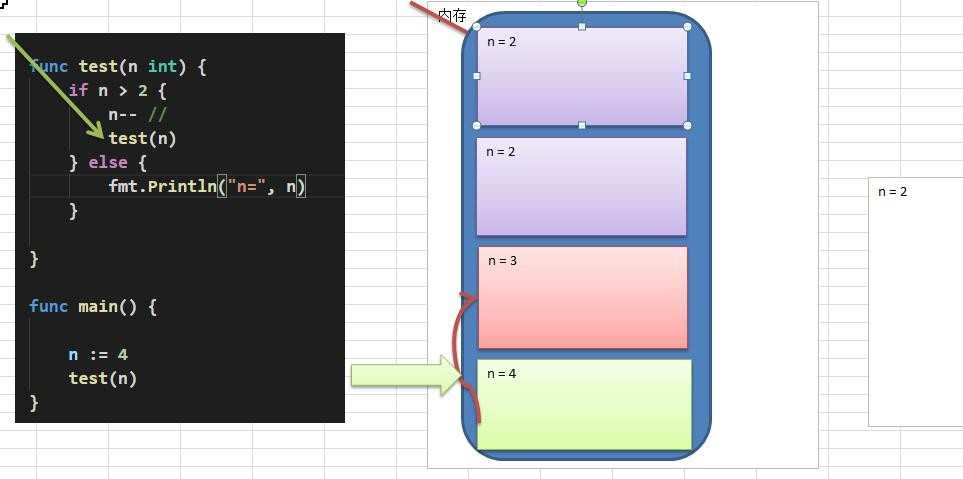 func test(n int) {
if n > 2 {
n-- //
test(n)
} else {
fmt.Println("n=", n)
}
}
func main() {
n := 4
test(n)
}
内存
n = 2
n = 2
n = 3
n = 4
n = 2